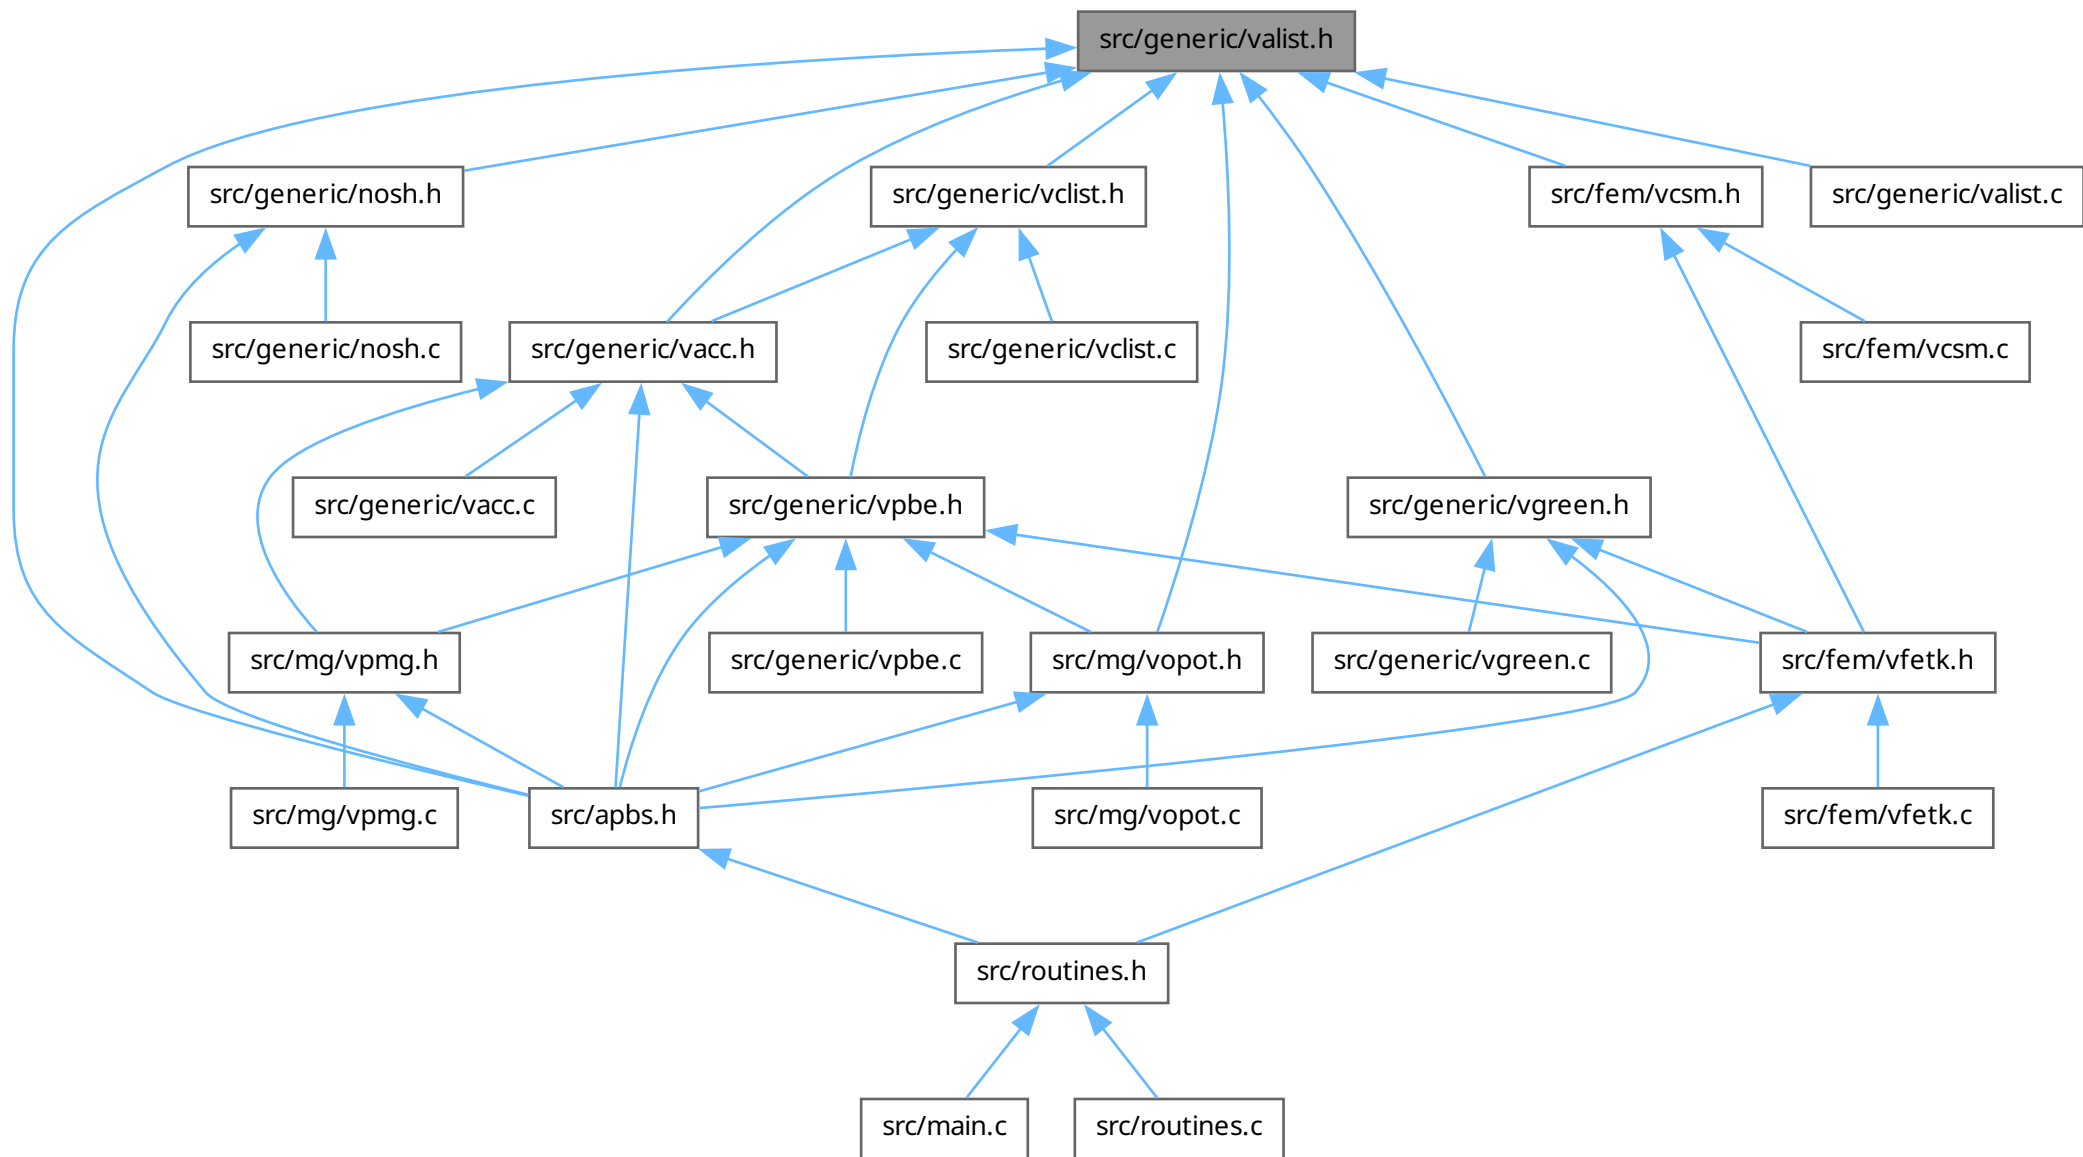 src/generic/valist.h
src/generic/nosh.h
src/generic/vclist.h
src/fem/vcsm.h
src/generic/valist.c
src/generic/nosh.c
src/generic/vacc.h
src/generic/vclist.c
src/fem/vcsm.c
src/generic/vacc.c
src/generic/vpbe.h
src/generic/vgreen.h
src/mg/vpmg.h
src/generic/vpbe.c
src/mg/vopot.h
src/generic/vgreen.c
src/fem/vfetk.h
src/mg/vpmg.c
src/apbs.h
src/mg/vopot.c
src/fem/vfetk.c
src/routines.h
src/main.c
src/routines.c